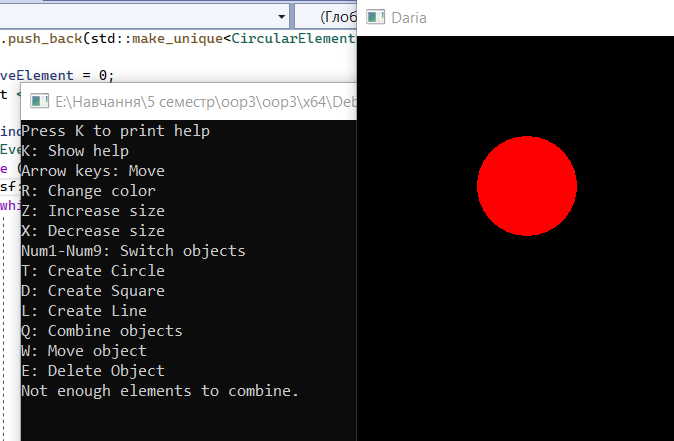 (Глоб
.push_back(std::make_unique<CircularElement
veElement = 0;
t <
ind
Eve
e (
sf:
whi
Daria
E:\Навчання\5 семестр\oop3\oop3\x64\Deb
Press K to print help
K: Show help
Arrow keys: Move
R: Change color
Z: Increase size
X: Decrease size
Num1-Num9: Switch objects
T: Create Circle
D: Create Square
L: Create Line
Q: Combine objects
W: Move object
E: Delete Object
Not enough elements to combine.